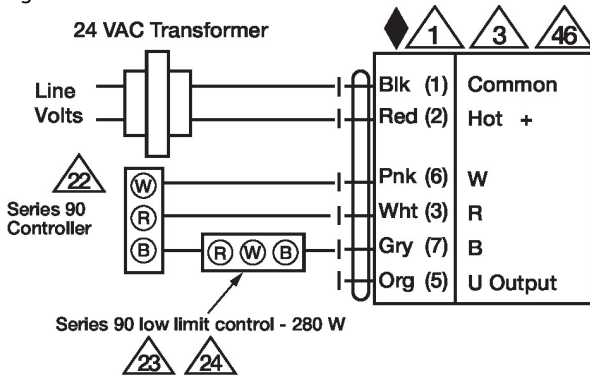 24 VAC Transformer
1 3 46
Line
Volts
Blk (1) Common
Red (2) Hot +
22
Series 90
Controller
W
R
B
R W B
Pnk (6) W
Wht (3) R
Gry (7) B
Org (5) U Output
Series 90 low limit control - 280 W
23 24